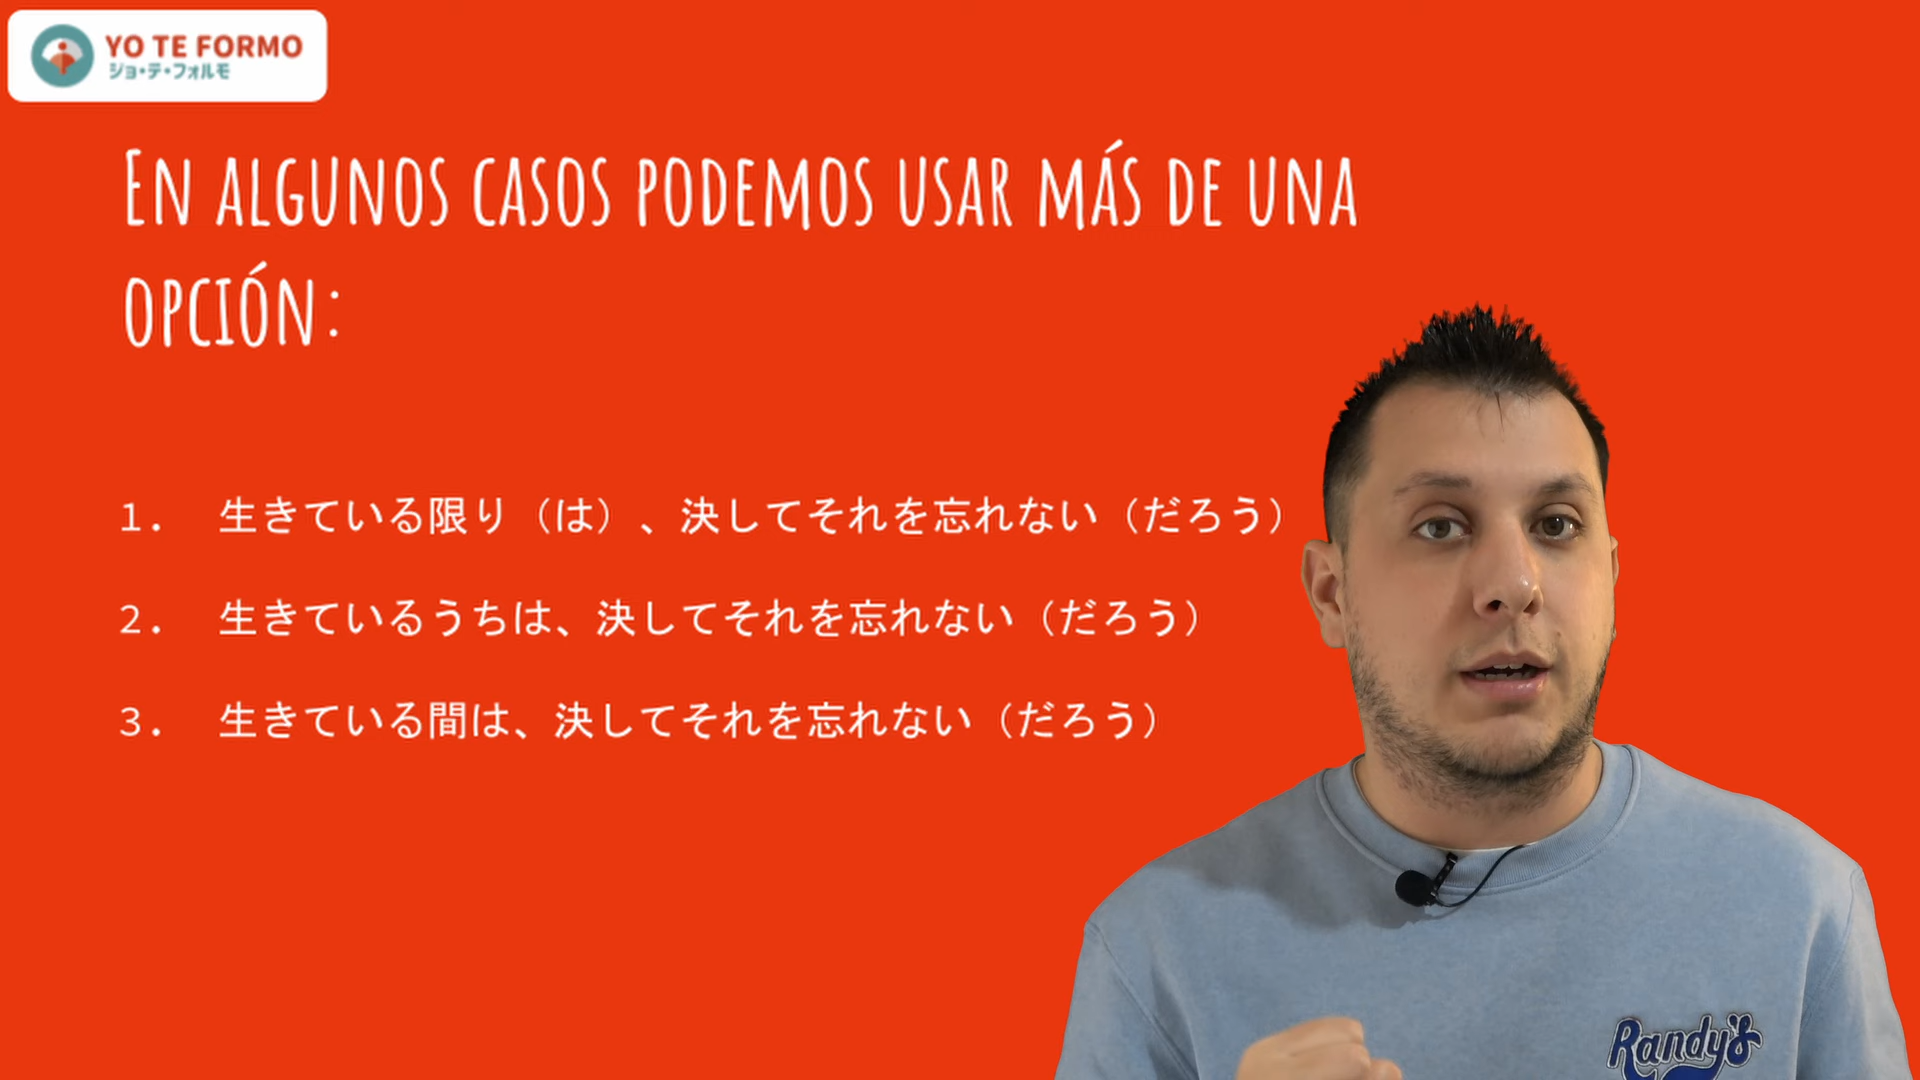 YO TE FORMO
ジョ・テ・フォルモ
EN ALGUNOS CASOS PODEMOS USAR MÁS DE UNA
OPCIÓN:
1. 生きている限り（は）、決してそれを忘れない（だろう）
2. 生きているうちは、決してそれを忘れない（だろう）
3. 生きている間は、決してそれを忘れない（だろう）
Randy's